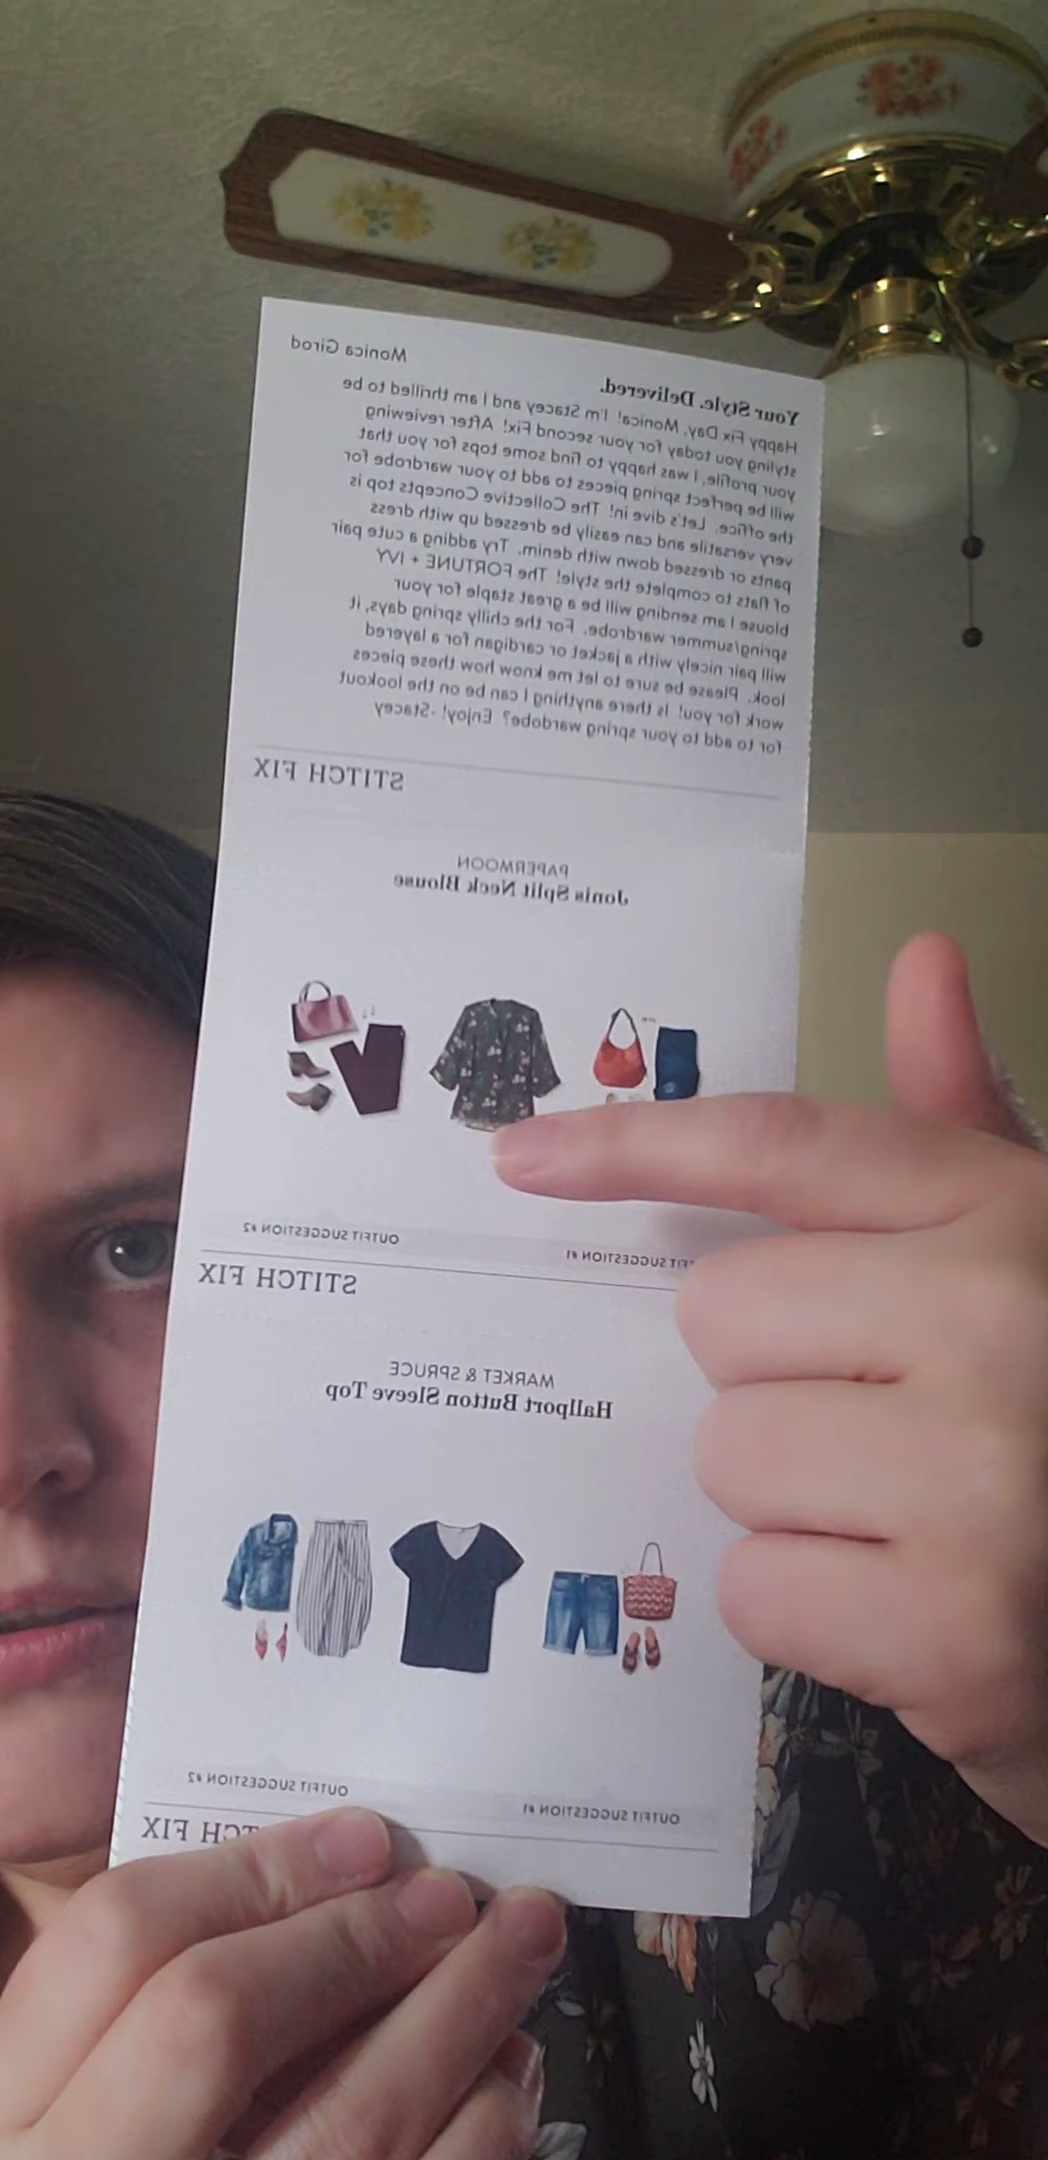 Monica Girod
Your Style. Delivered.
Happy Fix Day, Monica! I'm Stacey and I am thrilled to be
styling you today for your second Fix! After reviewing
your profile, I was happy to find some tops for you that
will be perfect spring pieces to add to your wardrobe for
the office. Let's dive in! The Collective Concepts top is
very versatile and can easily be dressed up with dress
pants or dressed down with denim. Try adding a cute pair
of flats to complete the style! The FORTUNE + IVY
blouse I am sending will be a great staple for your
spring/summer wardrobe. For the chilly spring days, it
will pair nicely with a jacket or cardigan for a layered
look. Please be sure to let me know how these pieces
work for you! Is there anything I can be on the lookout
for to add to your spring wardobe? Enjoy! -Stacey
STITCH FIX
PAPERMOON
Jonis Split Neck Blouse
OUTFIT SUGGESTION #1
OUTFIT SUGGESTION #2
STITCH FIX
MARKET & SPRUCE
Hallport Button Sleeve Top
OUTFIT SUGGESTION #1
OUTFIT SUGGESTION #2
STITCH FIX